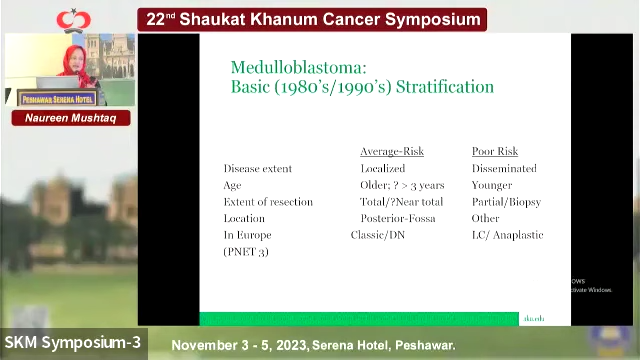 22nd Shaukat Khanum Cancer Symposium
PESHAWAR SERENA HOTEL
Naureen Mushtaq
Medulloblastoma:
Basic (1980's/1990's) Stratification
Average-Risk Poor Risk
Disease extent Localized Disseminated
Age Older; ? > 3 years Younger
Extent of resection Total/?Near total Partial/Biopsy
Location Posterior-Fossa Other
In Europe Classic/DN LC/ Anaplastic
(PNET 3)
SKM Symposium-3
November 3 - 5, 2023, Serena Hotel, Peshawar.